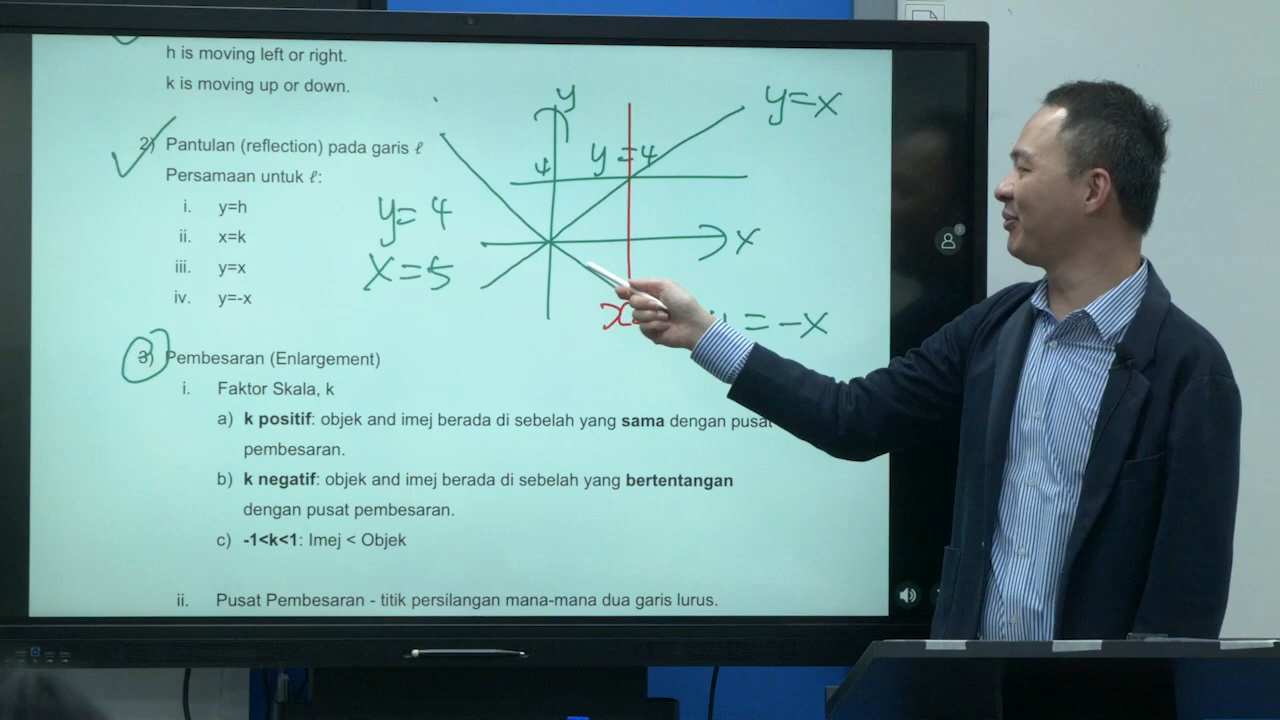 h is moving left or right.
k is moving up or down.
2) Pantulan (reflection) pada garis ℓ
Persamaan untuk ℓ:
i. y=h
ii. x=k
iii. y=x
iv. y=-x
y=4
x=5
y
y=x
4
y=4
x
x
=-x
3) Pembesaran (Enlargement)
i. Faktor Skala, k
a) k positif: objek and imej berada di sebelah yang sama dengan pusat
pembesaran.
b) k negatif: objek and imej berada di sebelah yang bertentangan
dengan pusat pembesaran.
c) -1<k<1: Imej < Objek
ii. Pusat Pembesaran - titik persilangan mana-mana dua garis lurus.